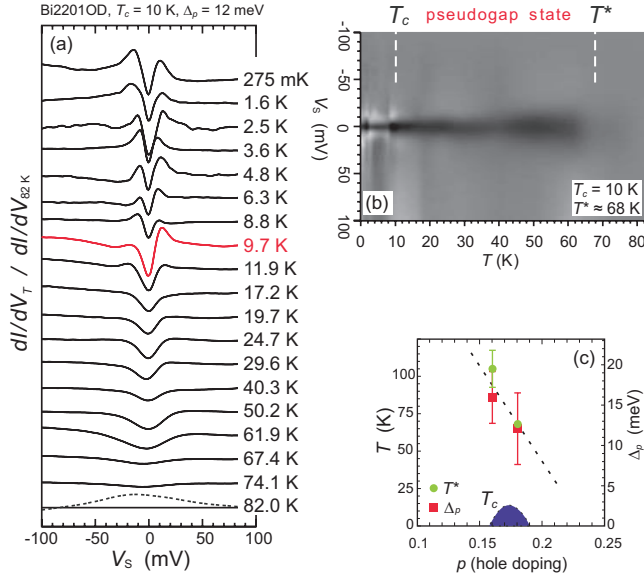 Bi2201OD, Tc = 10 K, Δp = 12 meV
(a)
275 mK
1.6 K
2.5 K
3.6 K
4.8 K
6.3 K
8.8 K
9.7 K
11.9 K
17.2 K
19.7 K
24.7 K
29.6 K
40.3 K
50.2 K
61.9 K
67.4 K
74.1 K
82.0 K
dI/dVT / dI/dV82 K
-100 -50 0 50 100
VS (mV)
Tc pseudogap state T*
-100
-50
0
50
100
Vs (mV)
(b)
Tc = 10 K
T* ≈ 68 K
0 10 20 30 40 50 60 70 80
T (K)
(c)
100
75
50
25
0
T (K)
20
15
10
5
0
Δp (meV)
T*
Δp
Tc
0.1 0.15 0.20 0.25
p (hole doping)